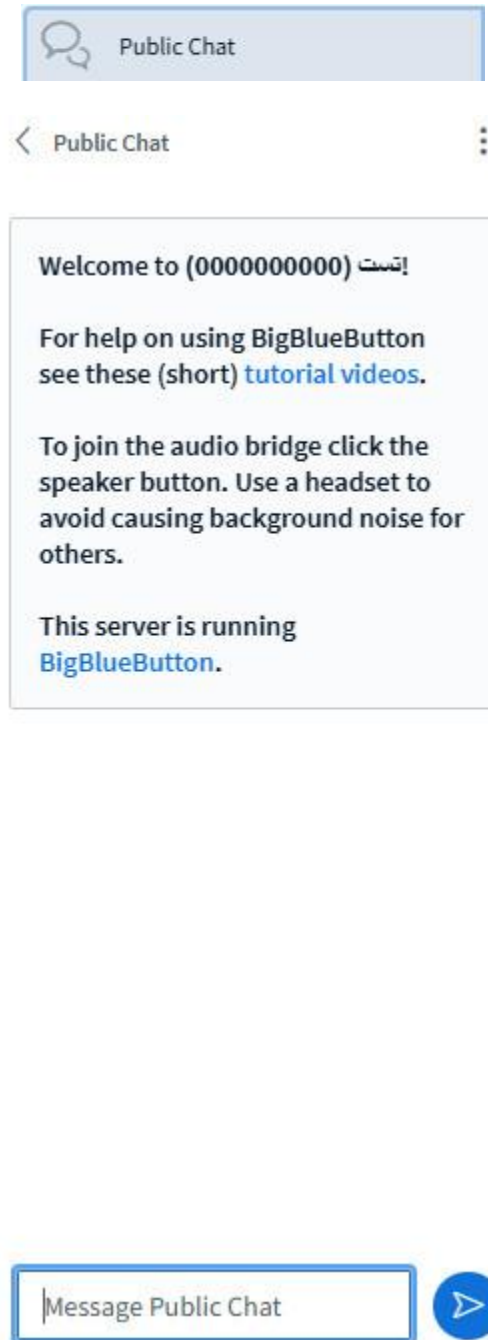 Public Chat
Public Chat
Welcome to (0000000000) تست!
For help on using BigBlueButton
see these (short) tutorial videos.
To join the audio bridge click the
speaker button. Use a headset to
avoid causing background noise for
others.
This server is running
BigBlueButton.
Message Public Chat